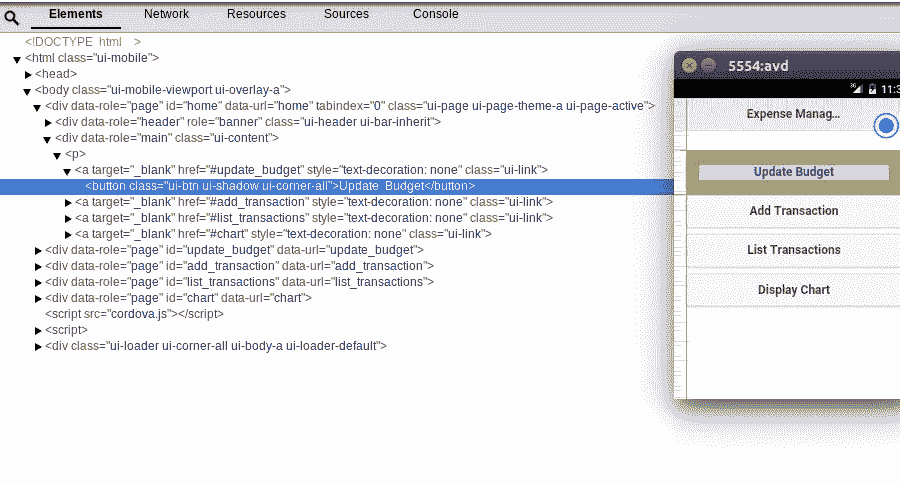 Elements Network Resources Sources Console
<!DOCTYPE html >
<html class="ui-mobile">
<head>
<body class="ui-mobile-viewport ui-overlay-a">
<div data-role="page" id="home" data-url="home" tabindex="0" class="ui-page ui-page-theme-a ui-page-active">
<div data-role="header" role="banner" class="ui-header ui-bar-inherit">
<div data-role="main" class="ui-content">
<p>
<a target="_blank" href="#update_budget" style="text-decoration: none" class="ui-link">
<button class="ui-btn ui-shadow ui-corner-all">Update Budget</button>
<a target="_blank" href="#add_transaction" style="text-decoration: none" class="ui-link">
<a target="_blank" href="#list_transactions" style="text-decoration: none" class="ui-link">
<a target="_blank" href="#chart" style="text-decoration: none" class="ui-link">
<div data-role="page" id="update_budget" data-url="update_budget">
<div data-role="page" id="add_transaction" data-url="add_transaction">
<div data-role="page" id="list_transactions" data-url="list_transactions">
<div data-role="page" id="chart" data-url="chart">
<script src="cordova.js"></script>
<script>
<div class="ui-loader ui-corner-all ui-body-a ui-loader-default">
5554:avd
Expense Manag...
Update Budget
Add Transaction
List Transactions
Display Chart